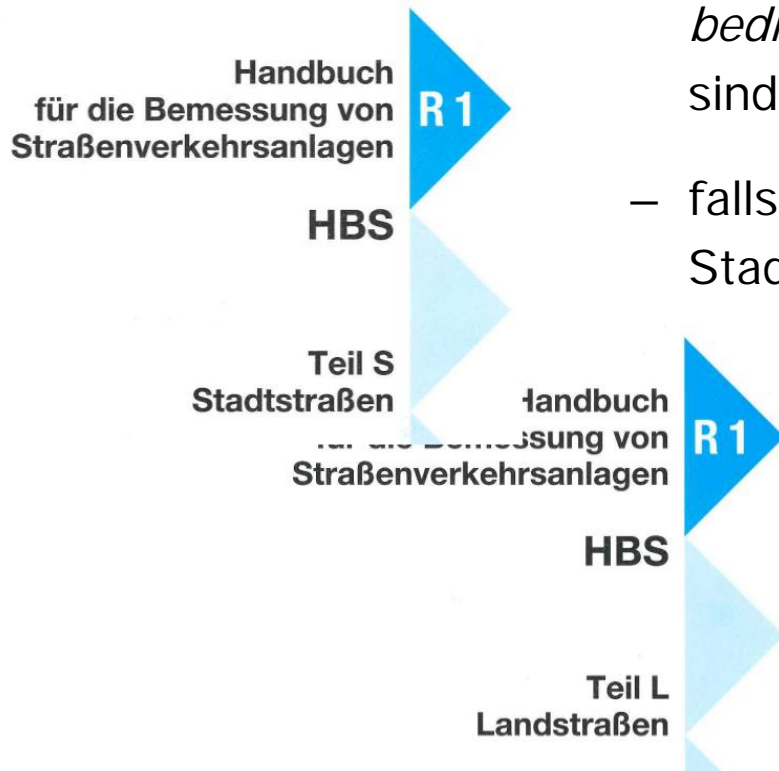 Handbuch
für die Bemessung von
Straßenverkehrsanlagen
R 1
HBS
Teil S
Stadtstraßen
sind
– falls
R 1
Straßenverkehrsanlagen
HBS
Teil L
Landstraßen